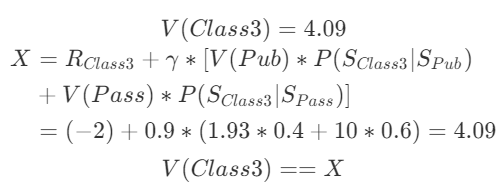 V(Class3) = 4.09
X = R_{Class3} + γ * [V(Pub) * P(S_{Class3}|S_{Pub})
+ V(Pass) * P(S_{Class3}|S_{Pass})]
= (−2) + 0.9 * (1.93 * 0.4 + 10 * 0.6) = 4.09
V(Class3) == X